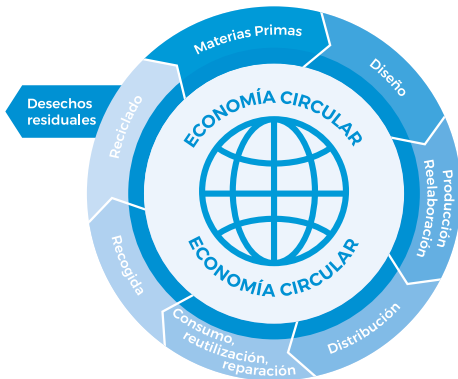 Materias Primas
Diseño
Producción
Reelaboración
Distribución
Consumo,
reutilización,
reparación
Recogida
Reciclado
Desechos
residuales
ECONOMÍA CIRCULAR
ECONOMÍA CIRCULAR